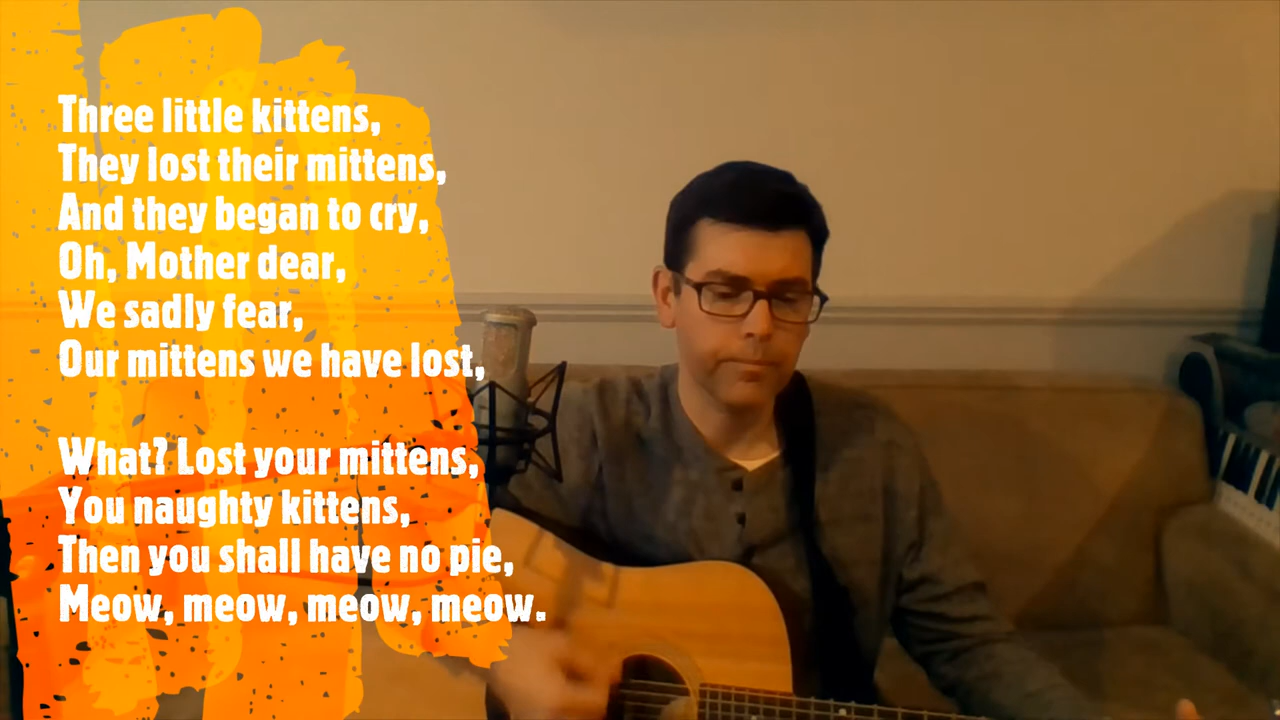 Three little kittens,
They lost their mittens,
And they began to cry,
Oh, Mother dear,
We sadly fear,
Our mittens we have lost,
What? Lost your mittens,
You naughty kittens,
Then you shall have no pie,
Meow, meow, meow, meow.